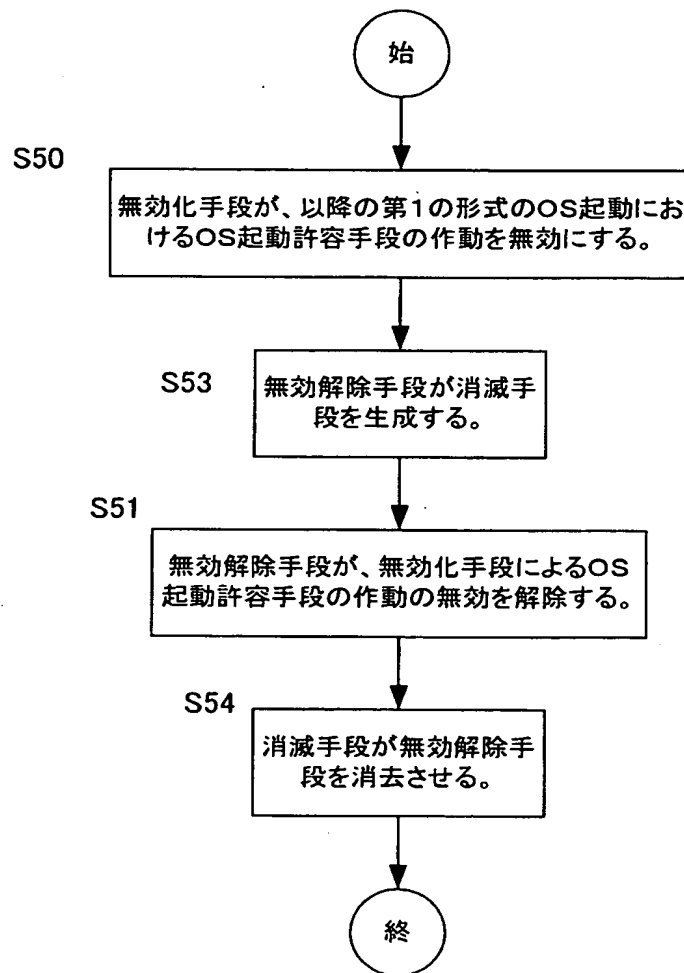 始
S50
無効化手段が、以降の第1の形式のOS起動にお
けるOS起動許容手段の作動を無効にする。
S53
無効解除手段が消滅手
段を生成する。
S51
無効解除手段が、無効化手段によるOS
起動許容手段の作動の無効を解除する。
S54
消滅手段が無効解除手
段を消去させる。
終